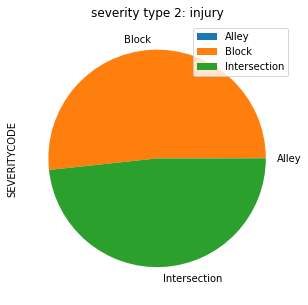 severity type 2: injury
Block
Alley
Block
Intersection
SEVERITYCODE
Alley
Intersection